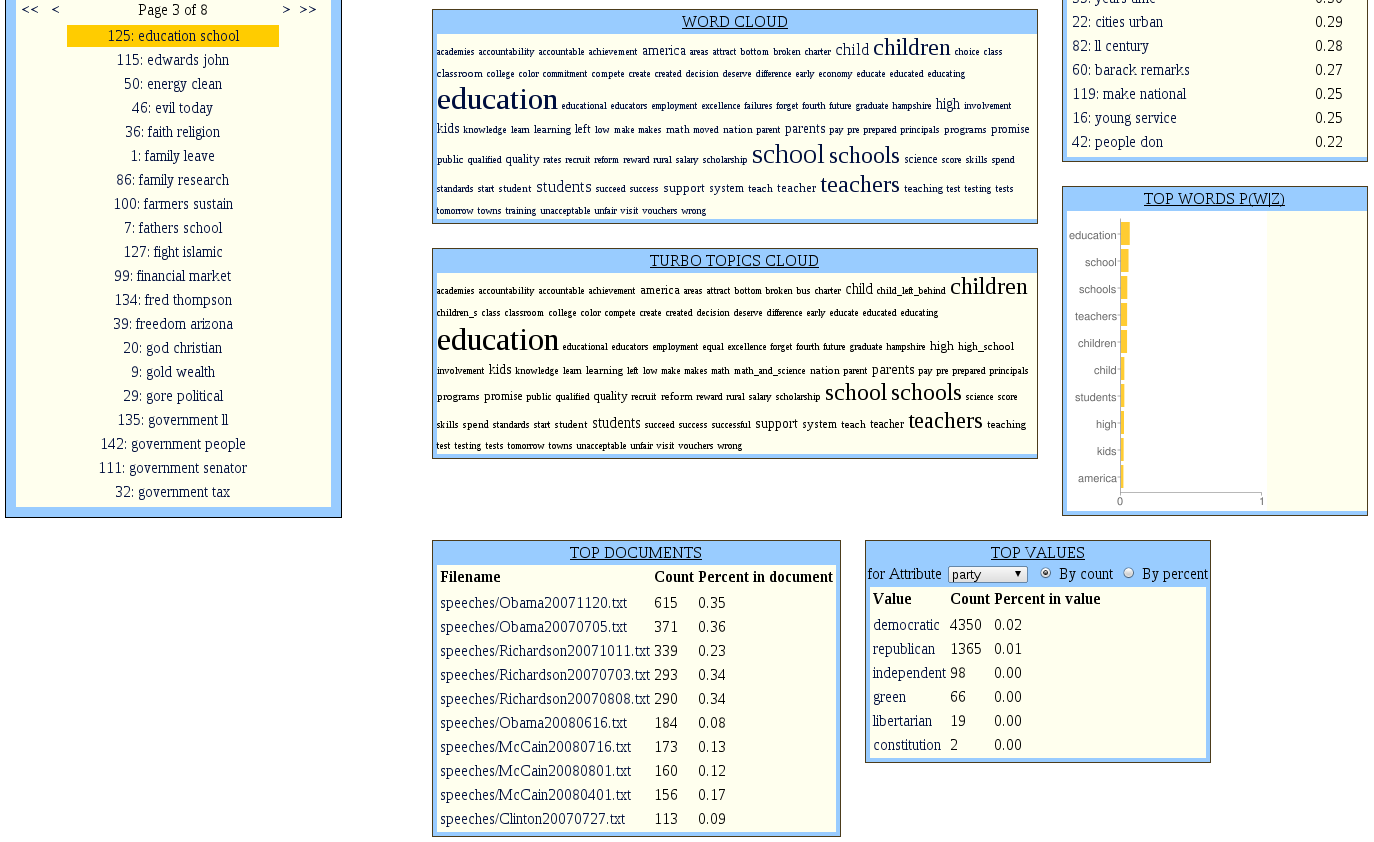 << < Page 3 of 8 > >>
125: education school
115: edwards john
50: energy clean
46: evil today
36: faith religion
1: family leave
86: family research
100: farmers sustain
7: fathers school
127: fight islamic
99: financial market
134: fred thompson
39: freedom arizona
20: god christian
9: gold wealth
29: gore political
135: government ll
142: government people
111: government senator
32: government tax
WORD CLOUD
academies accountability accountable achievement america areas attract bottom broken charter child children choice class
classroom college color commitment compete create created decision deserve difference early economy educate educated educating
education educational educators employment excellence failures forget fourth future graduate hampshire high involvement
kids knowledge learn learning left low make makes math moved nation parent parents pay pre prepared principals programs promise
public qualified quality rates recruit reform reward rural salary scholarship school schools science score skills spend
standards start student students succeed success support system teach teacher teachers teaching test testing tests
tomorrow towns training unacceptable unfair visit vouchers wrong
TURBO TOPICS CLOUD
academies accountability accountable achievement america areas attract bottom broken bus charter child child_left_behind children
children_s class classroom college color compete create created decision deserve difference early educate educated educating
education educational educators employment equal excellence forget fourth future graduate hampshire high high_school
involvement kids knowledge learn learning left low make makes math math_and_science nation parent parents pay pre prepared principals
programs promise public qualified quality recruit reform reward rural salary scholarship school schools science score
skills spend standards start student students succeed success successful support system teach teacher teachers teaching
test testing tests tomorrow towns unacceptable unfair visit vouchers wrong
22: cities urban 0.29
82: ll century 0.28
60: barack remarks 0.27
119: make national 0.25
16: young service 0.25
42: people don 0.22
TOP WORDS P(W|Z)
education
school
schools
teachers
children
child
students
high
kids
america
0 1
TOP DOCUMENTS
Filename Count Percent in document
speeches/Obama20071120.txt 615 0.35
speeches/Obama20070705.txt 371 0.36
speeches/Richardson20071011.txt 339 0.23
speeches/Richardson20070703.txt 293 0.34
speeches/Richardson20070808.txt 290 0.34
speeches/Obama20080616.txt 184 0.08
speeches/McCain20080716.txt 173 0.13
speeches/McCain20080801.txt 160 0.12
speeches/McCain20080401.txt 156 0.17
speeches/Clinton20070727.txt 113 0.09
TOP VALUES
for Attribute party By count By percent
Value Count Percent in value
democratic 4350 0.02
republican 1365 0.01
independent 98 0.00
green 66 0.00
libertarian 19 0.00
constitution 2 0.00